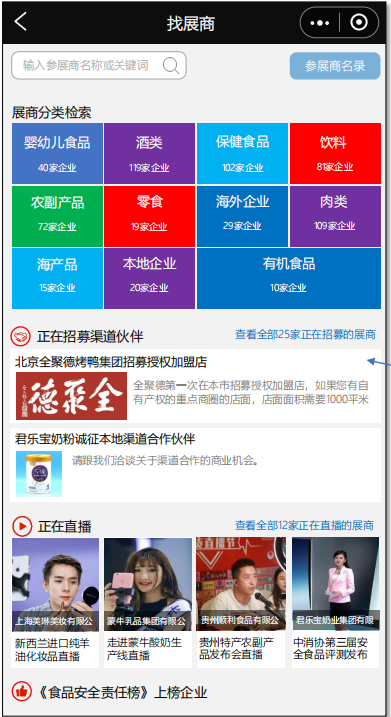 找展商
输入参展商名称或关键词
参展商名录
展商分类检索
婴幼儿食品
40家企业
酒类
119家企业
保健食品
102家企业
饮料
81家企业
农副产品
72家企业
零食
19家企业
海外企业
29家企业
肉类
109家企业
海产品
15家企业
本地企业
20家企业
有机食品
10家企业
正在招募渠道伙伴
查看全部25家正在招募的展商
北京全聚德烤鸭集团招募授权加盟店
德聚全
全聚德第一次在本市招募授权加盟店，如果您有自
有产权的重点商圈的店面，店面面积需要1000平米
君乐宝奶粉诚征本地渠道合作伙伴
请跟我们洽谈关于渠道合作的商业机会。
正在直播
查看全部12家正在直播的展商
上海美琳美妆有限公
新西兰进口纯羊
油化妆品直播
蒙牛乳品集团有限公
走进蒙牛酸奶生
产线直播
贵州顺利食品有限公
贵州特产农副产
品发布会直播
君乐宝奶业集团有限
中消协第三届安
全食品评测发布
《食品安全责任榜》上榜企业